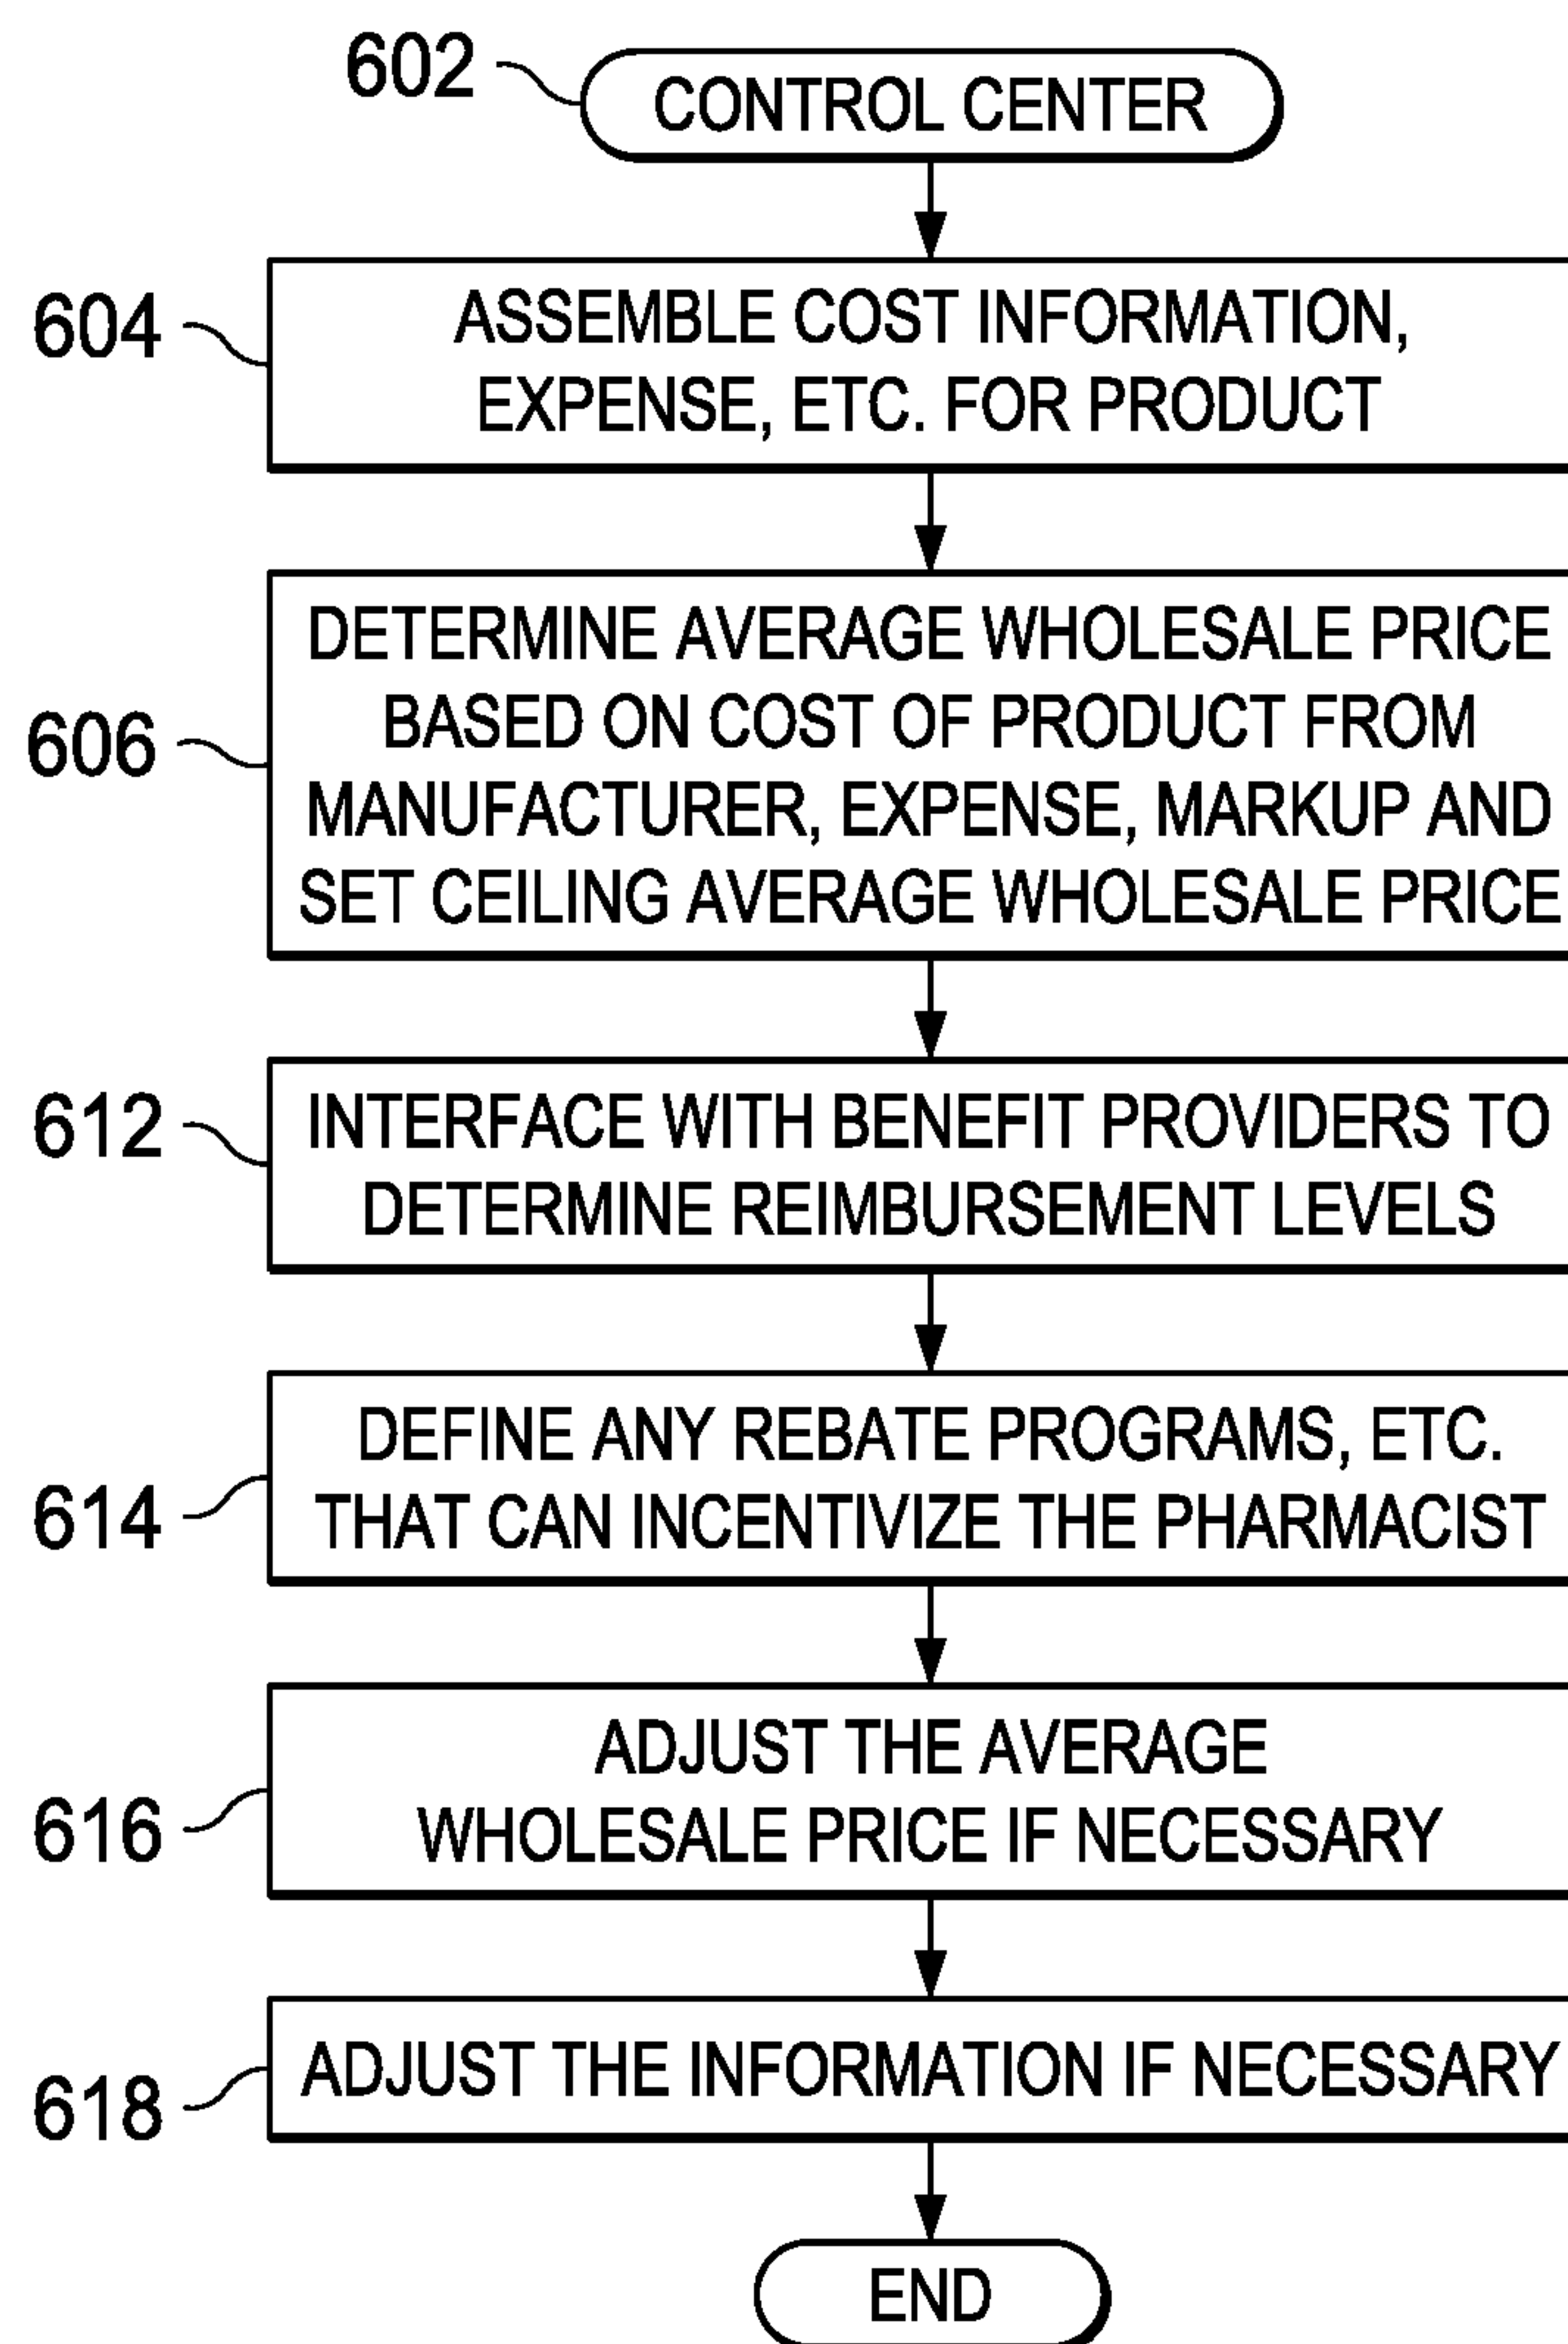 602
CONTROL CENTER
604
ASSEMBLE COST INFORMATION,
EXPENSE, ETC. FOR PRODUCT
606
DETERMINE AVERAGE WHOLESALE PRICE
BASED ON COST OF PRODUCT FROM
MANUFACTURER, EXPENSE, MARKUP AND
SET CEILING AVERAGE WHOLESALE PRICE
612
INTERFACE WITH BENEFIT PROVIDERS TO
DETERMINE REIMBURSEMENT LEVELS
614
DEFINE ANY REBATE PROGRAMS, ETC.
THAT CAN INCENTIVIZE THE PHARMACIST
616
ADJUST THE AVERAGE
WHOLESALE PRICE IF NECESSARY
618
ADJUST THE INFORMATION IF NECESSARY
END